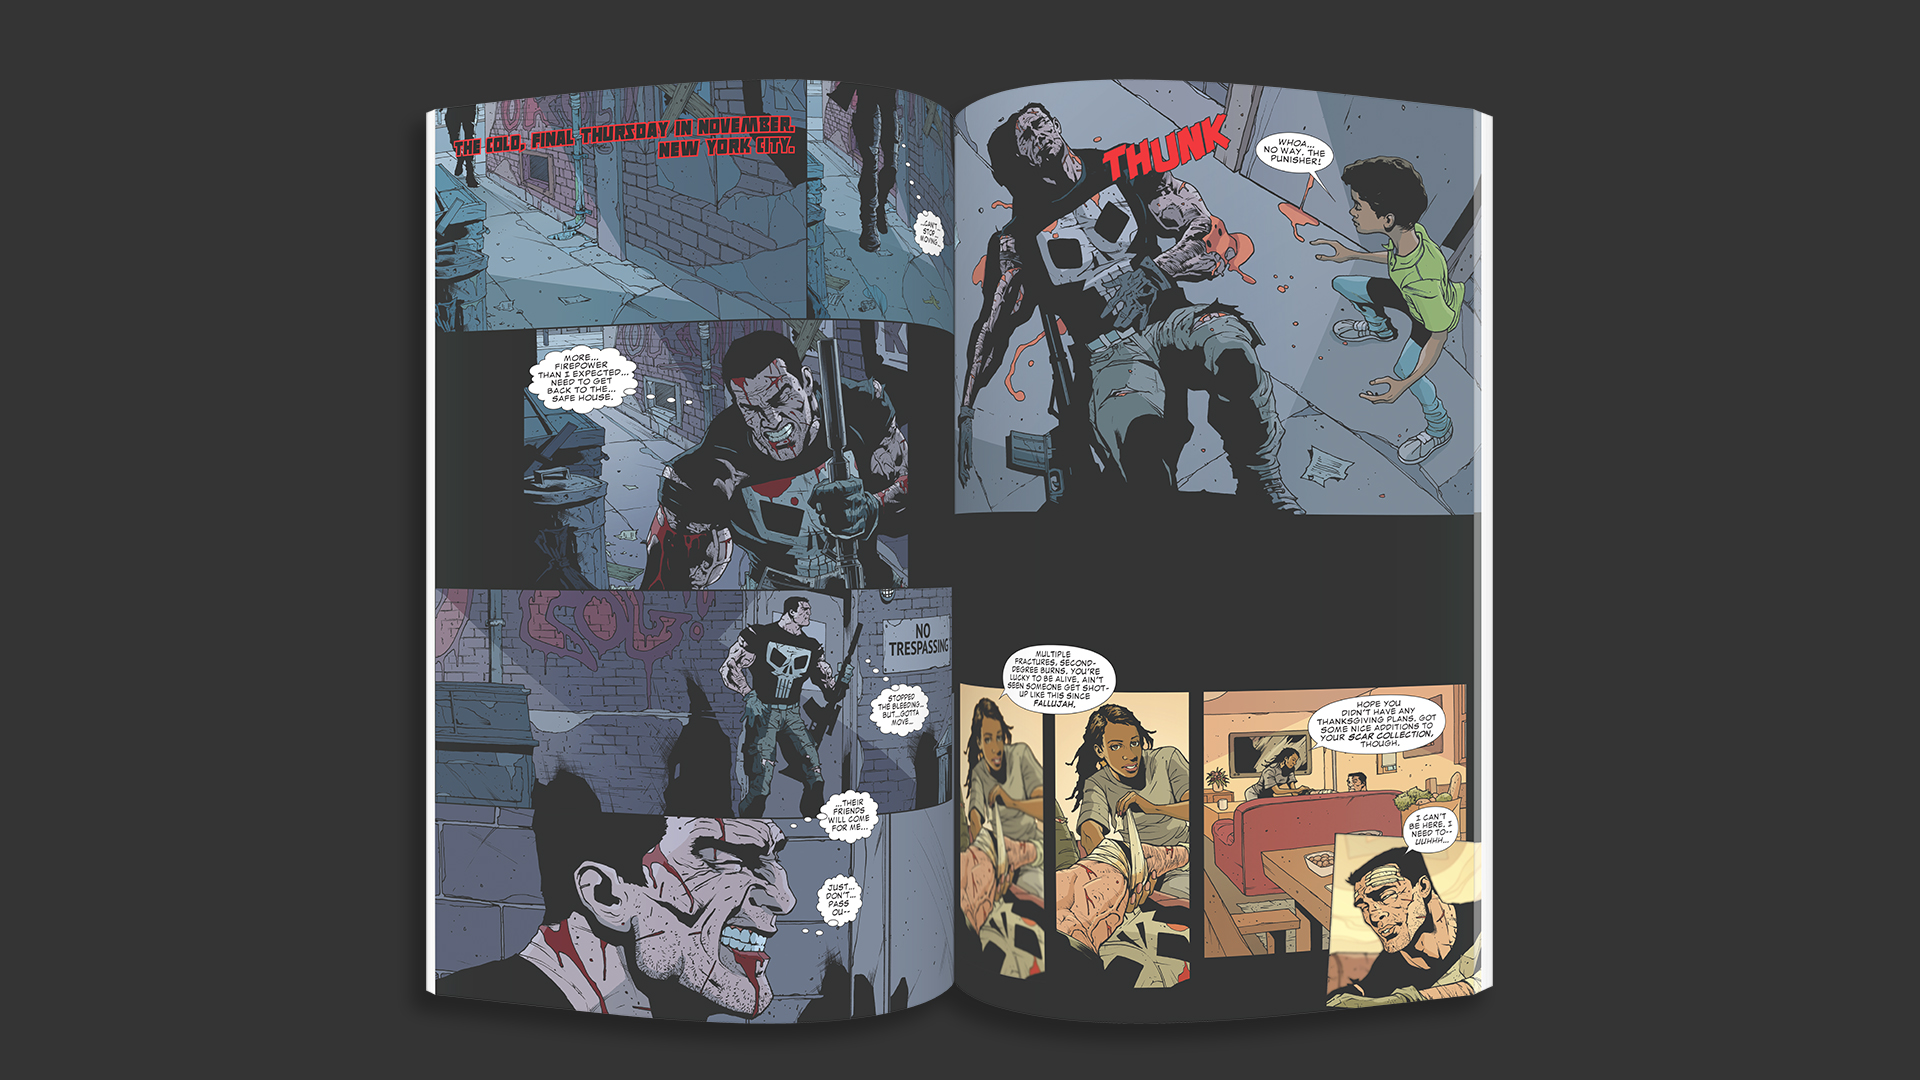 THE COLD, FINAL THURSDAY IN NOVEMBER.
NEW YORK CITY.
...CAN'T
STOP
MOVING...
MORE...
FIREPOWER
THAN I EXPECTED...
NEED TO GET
BACK TO THE...
SAFE HOUSE.
NO
TRESPASSING
STOPPED
THE BLEEDING...
BUT...GOTTA
MOVE...
...THEIR
FRIENDS
WILL COME
FOR ME...
JUST...
DON'T...
PASS
OU--
THUNK
WHOA...
NO WAY. THE
PUNISHER!
MULTIPLE
FRACTURES, SECOND-
DEGREE BURNS. YOU'RE
LUCKY TO BE ALIVE. AIN'T
SEEN SOMEONE GET SHOT-
UP LIKE THIS SINCE
FALLUJAH.
HOPE YOU
DIDN'T HAVE ANY
THANKSGIVING PLANS. GOT
SOME NICE ADDITIONS TO
YOUR SCAR COLLECTION,
THOUGH.
I CAN'T
BE HERE. I
NEED TO--
UUHHH...